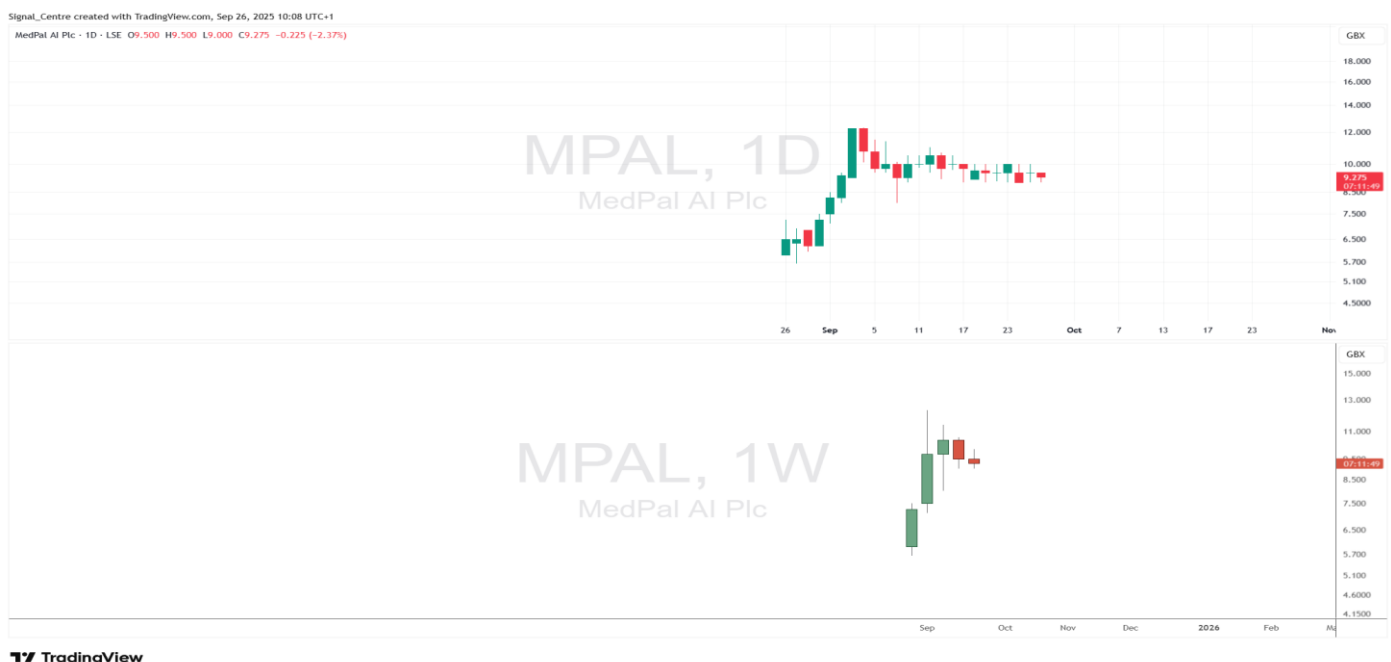 Signal_Centre created with TradingView.com, Sep 26, 2025 10:08 UTC+1
MedPal AI Plc · 1D · LSE O9.500 H9.500 L9.000 C9.275 −0.225 (−2.37%)
GBX
18.000
16.000
14.000
12.000
10.000
9.275
07:11:49
8.500
7.500
6.500
5.700
5.100
4.5000
MPAL, 1D
MedPal AI Plc
26 Sep 5 11 17 23 Oct 7 13 17 23 Nov
GBX
15.000
13.000
11.000
07:11:49
8.500
7.500
6.500
5.700
5.100
4.6000
4.1500
MPAL, 1W
MedPal AI Plc
Sep Oct Nov Dec 2026 Feb
TradingView